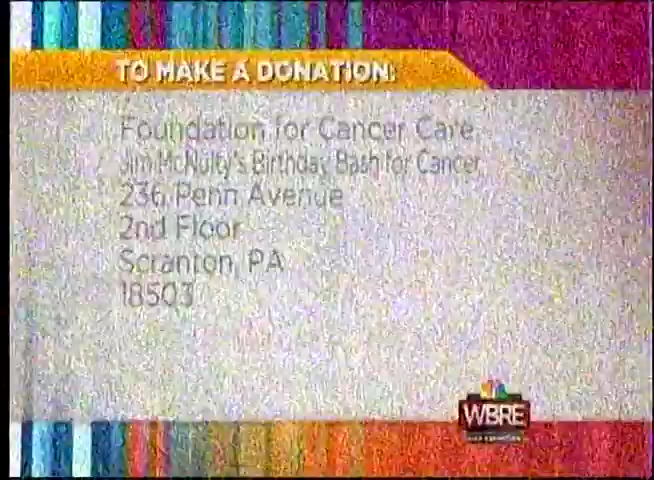 TO MAKE A DONATION:
Foundation for Cancer Care
Jim McNulty's Birthday Bash for Cancer
236 Penn Avenue
2nd Floor
Scranton, PA
18503
WBRE